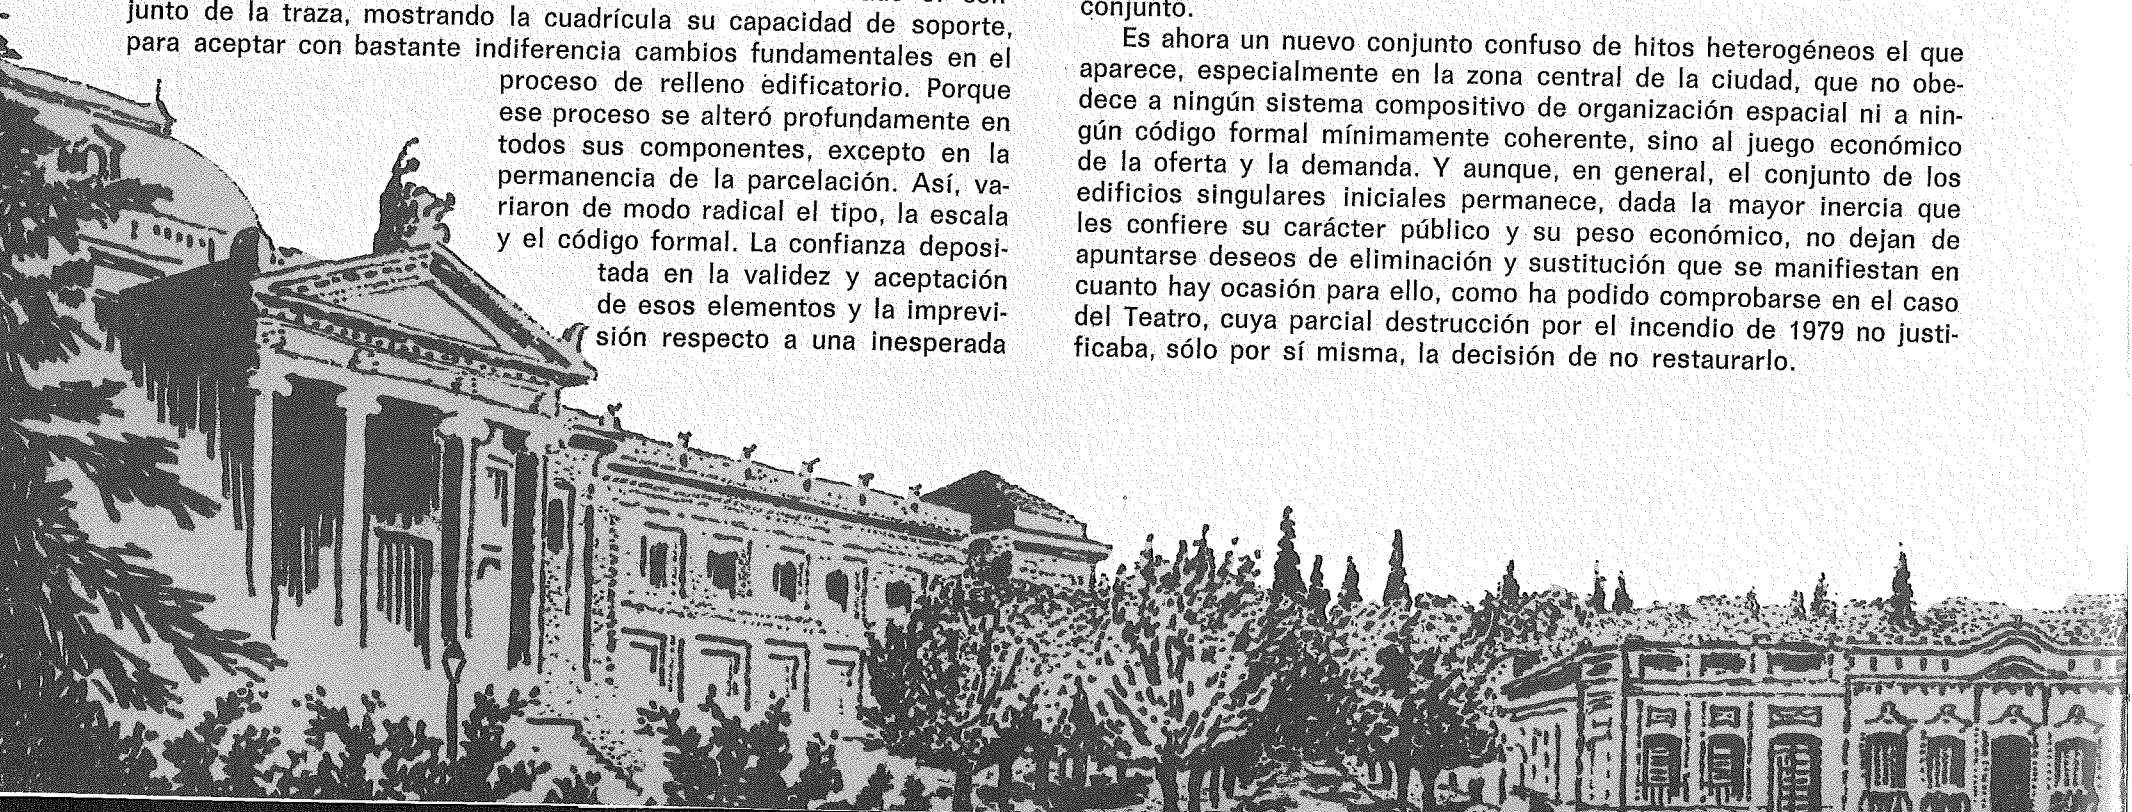 junto de la traza, mostrando la cuadrícula su capacidad de soporte,
para aceptar con bastante indiferencia cambios fundamentales en el
proceso de relleno edificatorio. Porque
ese proceso se alteró profundamente en
todos sus componentes, excepto en la
permanencia de la parcelación. Así, va-
riaron de modo radical el tipo, la escala
y el código formal. La confianza deposi-
tada en la validez y aceptación
de esos elementos y la imprevi-
sión respecto a una inesperada
conjunto.
Es ahora un nuevo conjunto confuso de hitos heterogéneos el que
aparece, especialmente en la zona central de la ciudad, que no obe-
dece a ningún sistema compositivo de organización espacial ni a nin-
gún código formal mínimamente coherente, sino al juego económico
de la oferta y la demanda. Y aunque, en general, el conjunto de los
edificios singulares iniciales permanece, dada la mayor inercia que
les confiere su carácter público y su peso económico, no dejan de
apuntarse deseos de eliminación y sustitución que se manifiestan en
cuanto hay ocasión para ello, como ha podido comprobarse en el caso
del Teatro, cuya parcial destrucción por el incendio de 1979 no justi-
ficaba, sólo por sí misma, la decisión de no restaurarlo.